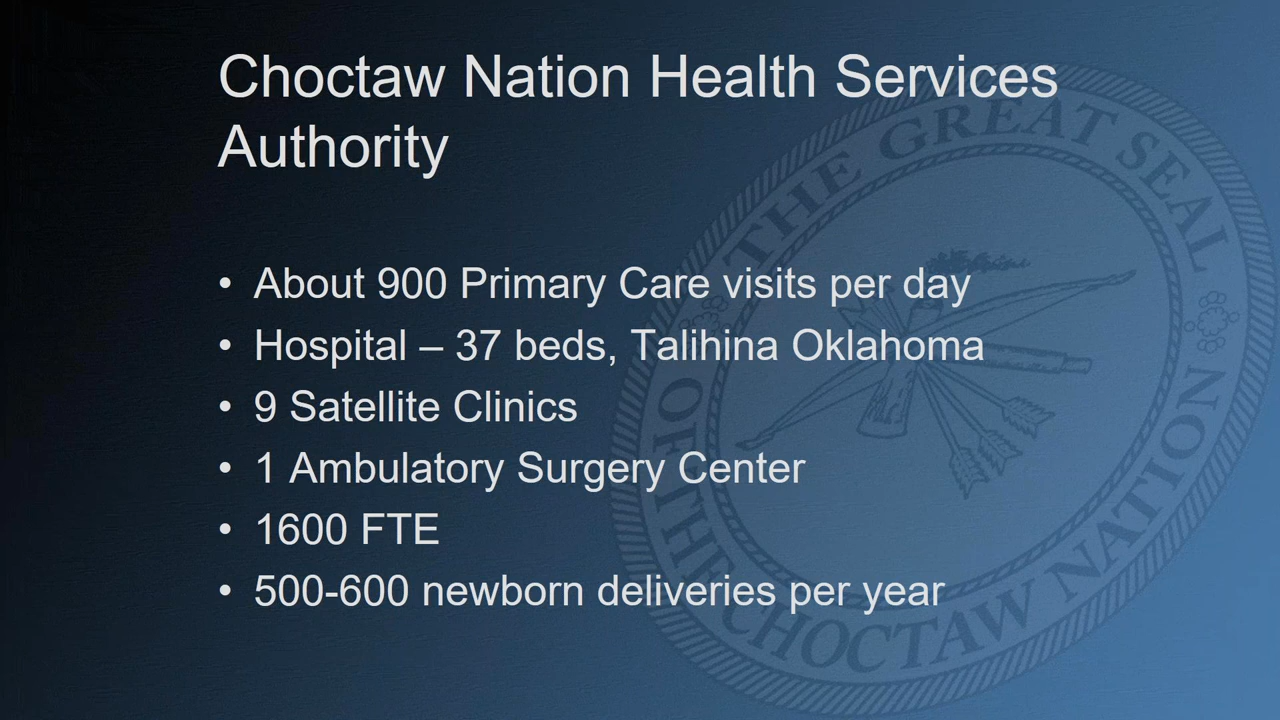 Choctaw Nation Health Services
Authority
• About 900 Primary Care visits per day
• Hospital – 37 beds, Talihina Oklahoma
• 9 Satellite Clinics
• 1 Ambulatory Surgery Center
• 1600 FTE
• 500-600 newborn deliveries per year
THE GREAT SEAL
OF THE
CHOCTAW NATION